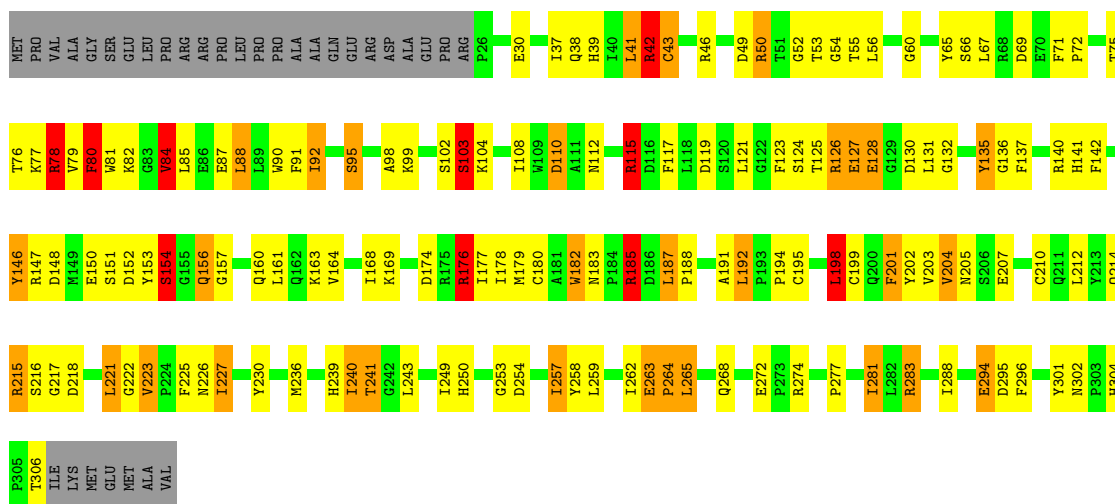 MET PRO VAL ALA GLY SER GLU LEU PRO ARG ARG PRO LEU PRO PRO ALA ALA GLN GLU ARG ASP ALA GLU PRO ARG P26 E30 I37 Q38 H39 I40 L41 R42 C43 R46 D49 R50 T51 G52 T53 G54 T55 L56 G60 Y65 S66 L67 R68 D69 E70 F71 P72 T75
T76 K77 R78 V79 F80 W81 K82 G83 V84 L85 E86 E87 L88 L89 W90 F91 I92 S95 A98 K99 S102 S103 K104 I108 W109 D110 A111 N112 R115 D116 F117 L118 D119 S120 L121 G122 F123 S124 T125 R126 E127 E128 G129 D130 L131 G132 Y135 G136 F137 R140 H141 F142
Y146 R147 D148 M149 E150 S151 D152 Y153 S154 G155 Q156 G157 Q160 L161 Q162 K163 V164 I168 K169 D174 R175 R176 I177 I178 M179 C180 A181 W182 N183 P184 R185 D186 L187 P188 A191 L192 P193 P194 C195 L198 C199 Q200 F201 Y202 V203 V204 N205 S206 E207 C210 Q211 L212 Y213
R215 S216 G217 D218 L221 G222 V223 P224 F225 N226 I227 Y230 M236 H239 I240 T241 G242 L243 I249 H250 G253 D254 I257 Y258 L259 I262 E263 P264 L265 Q268 E272 P273 R274 P277 I281 L282 R283 I288 E294 D295 F296 Y301 N302 P303 H304
P305 T306 ILE LYS MET GLU MET ALA VAL